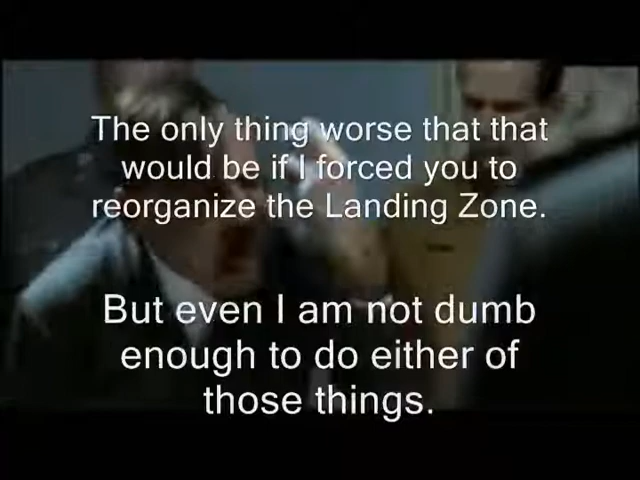 The only thing worse that that
would be if I forced you to
reorganize the Landing Zone.
But even I am not dumb
enough to do either of
those things.